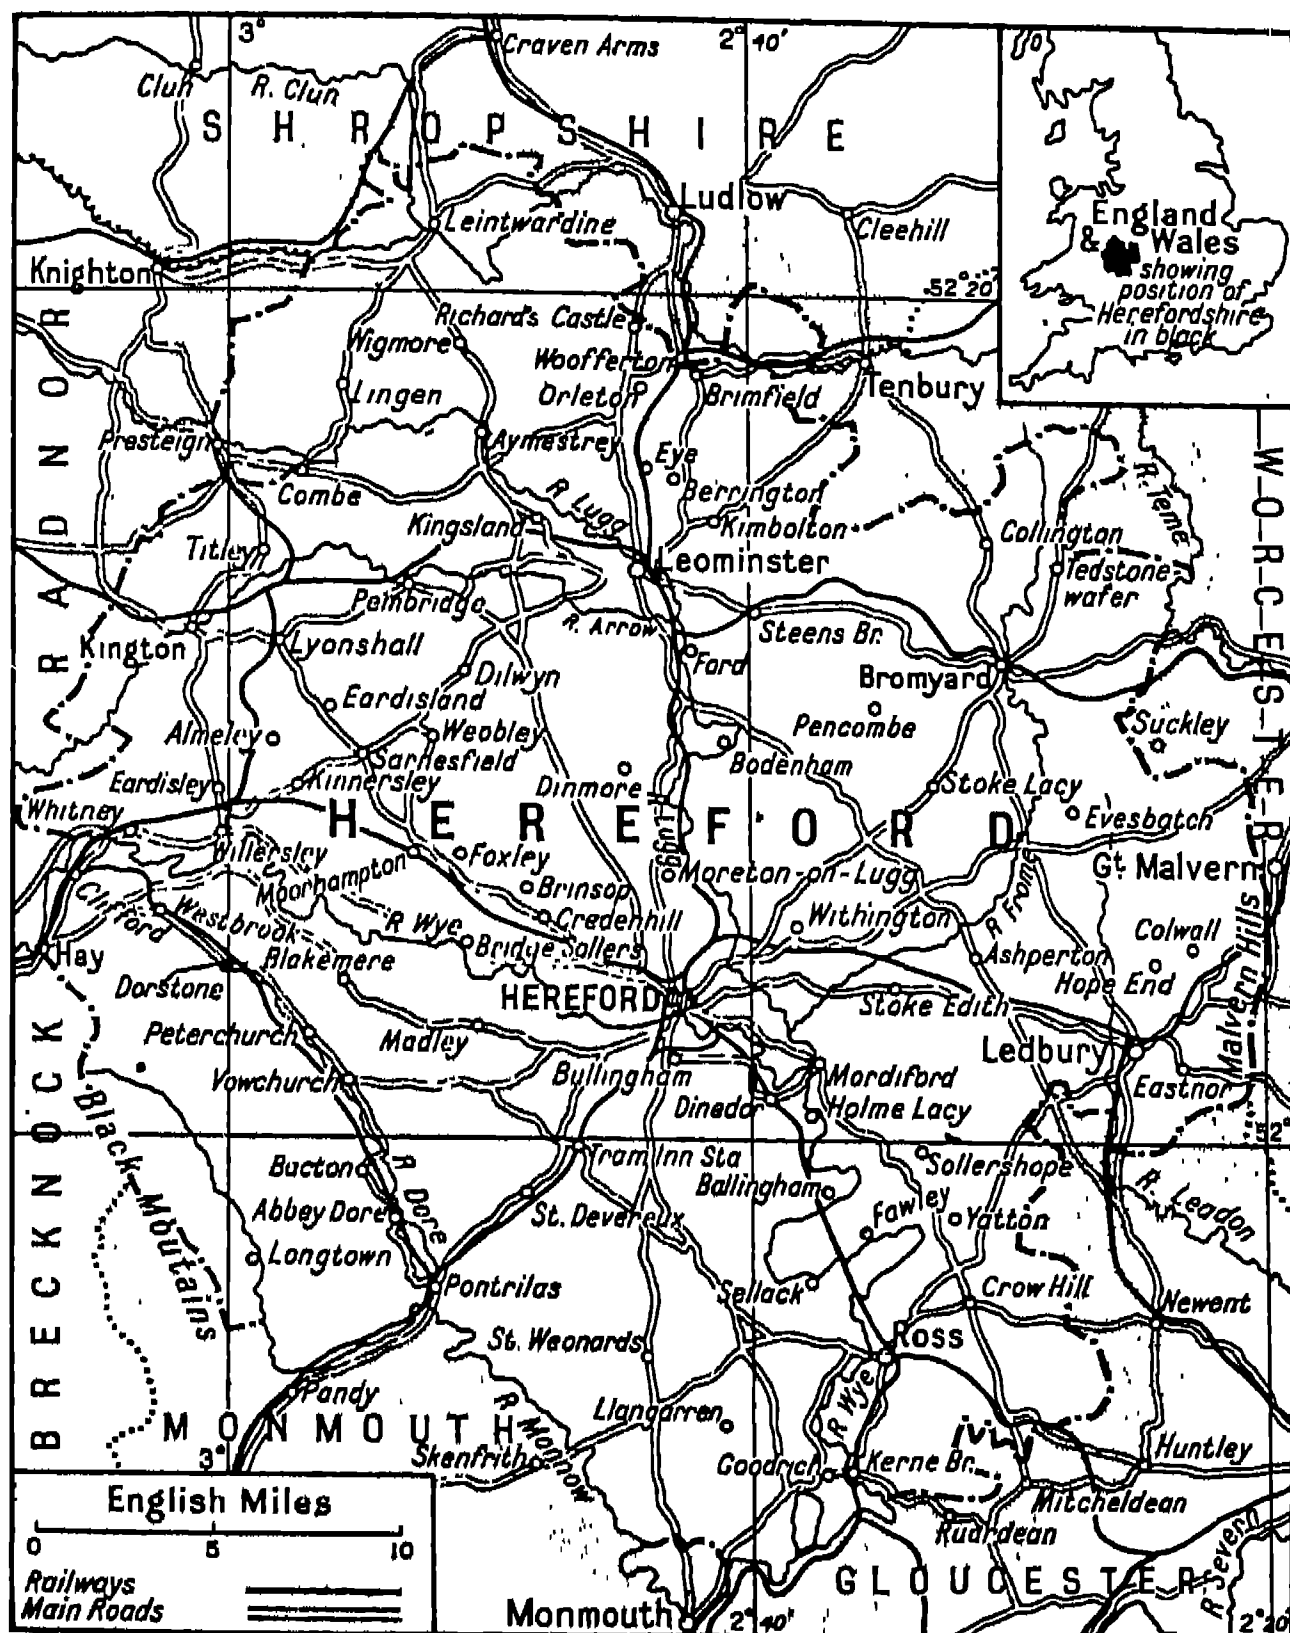 3°
2° 40'
Craven Arms
Clun
R. Clun
SHROPSHIRE
Ludlow
Leintwardine
Cleehill
England
& Wales
showing
position of
Herefordshire
in black
Knighton
52° 20'
Richard's Castle
Wigmore
Woofferton
Lingen
Orleton
Brimfield
Tenbury
RADNOR
Presteign
Aymestrey
Eye
Combe
Berrington
R. Teme
WORCESTER
R Lugg
Kingsland
Kimbolton
Collington
Titley
Leominster
Tedstone
wafer
Pembridge
R. Arrow
Steens Br.
Kington
Lyonshall
Ford
Dilwyn
Bromyard
Eardisland
Pencombe
Suckley
Almeley
Weobley
Sarnesfield
Bodenham
Eardisley
Kinnersley
Dinmore
Stoke Lacy
Whitney
HEREFORD
Evesbatch
R Lugg
Willersley
Foxley
Moreton-on-Lugg
Gt. Malvern
Moorhampton
Brinsop
Clifford
Westbrook
R Wye
Credenhill
Withington
R Frome
Colwall
Hay
Blakemere
Bridge Sollers
Ashperton
Hope End
Malvern Hills
Dorstone
HEREFORD
Stoke Edith
Peterchurch
Madley
Ledbury
Vowchurch
Bullingham
Mordiford
Eastnor
Dinedor
Holme Lacy
BRECKNOCK
Black Moutains
Bacton
R Dore
Tram Inn Sta
Sollershope
52°
Ballingham
R. Leadon
Abbey Dore
St. Devereux
Fawley
Yatton
Longtown
Pontrilas
Sellack
Crow Hill
Newent
St. Weonards
Ross
Pandy
R Monnow
Llangarren
R Wye
MONMOUTH
3°
Skenfrith
Goodrich
Kerne Br.
Huntley
Mitcheldean
Ruardean
English Miles
0 5 10
Railways
Main Roads
GLOUCESTER
R Severn
Monmouth
2° 40'
2° 20'